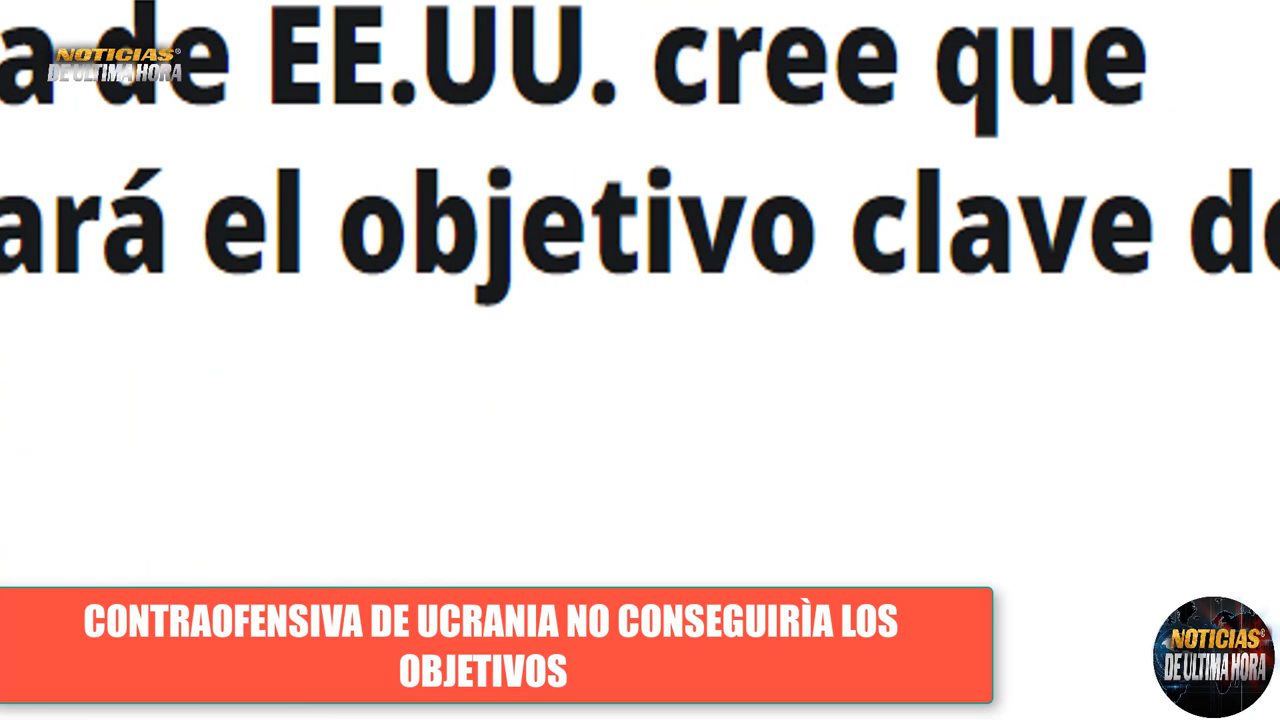 NOTICIAS®
DE ULTIMA HORA
a de EE.UU. cree que
ará el objetivo clave de
CONTRAOFENSIVA DE UCRANIA NO CONSEGUIRÌA LOS
OBJETIVOS
NOTICIAS®
DE ULTIMA HORA